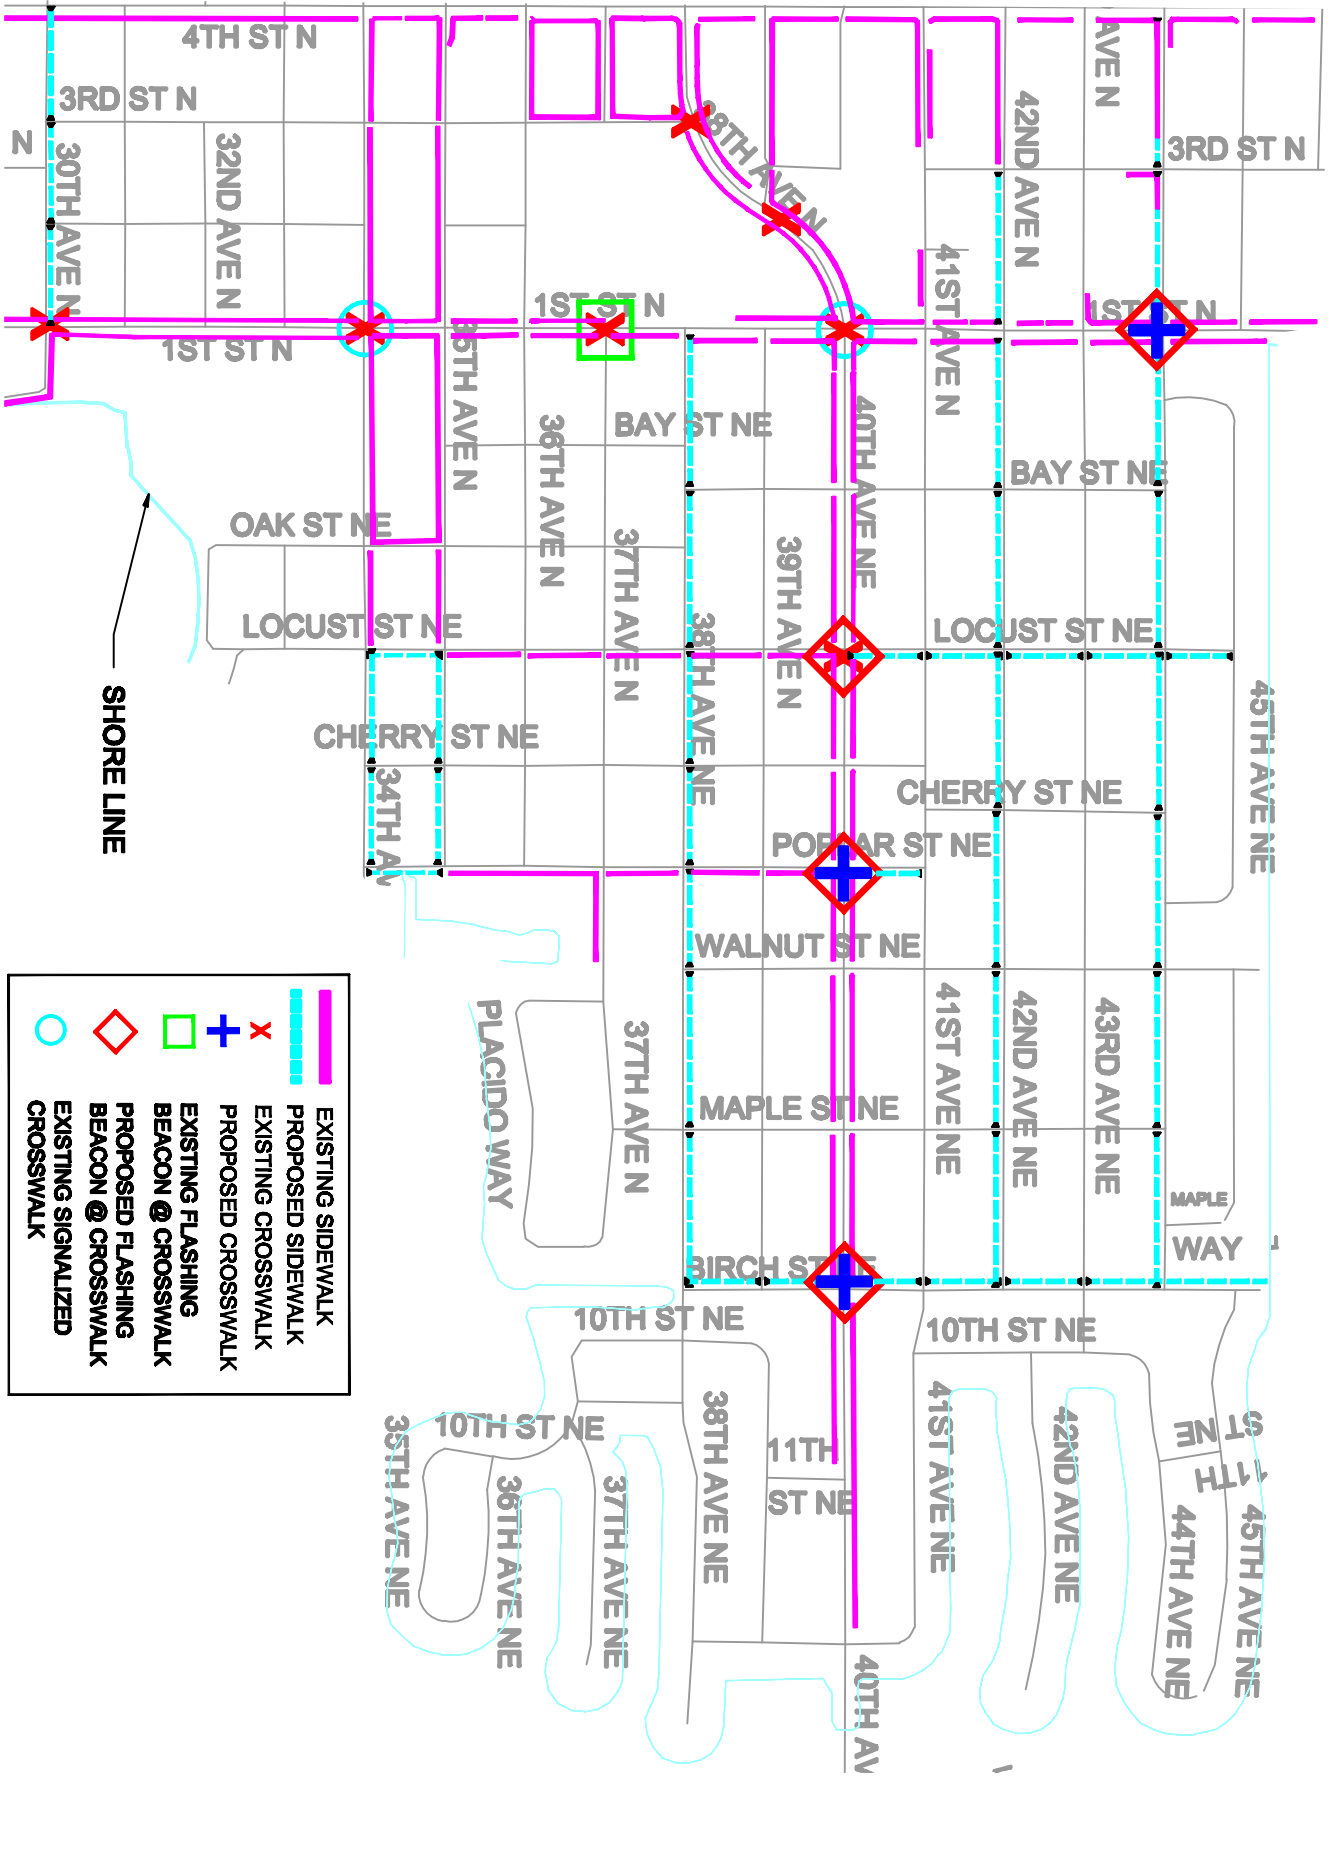 4TH ST N
AVE N
3RD ST N
38TH AVE N
42ND AVE N
3RD ST N
N
30TH AVE N
32ND AVE N
41ST AVE N
1ST ST N
1ST ST N
1ST ST N
35TH AVE N
40TH AVE NE
BAY ST NE
36TH AVE N
BAY ST NE
OAK ST NE
37TH AVE N
39TH AVE N
LOCUST ST NE
38TH AVE NE
LOCUST ST NE
45TH AVE NE
SHORE LINE
CHERRY ST NE
34TH AV
CHERRY ST NE
POPLAR ST NE
WALNUT ST NE
PLACIDO WAY
37TH AVE N
41ST AVE NE
42ND AVE NE
43RD AVE NE
MAPLE ST NE
MAPLE
WAY
BIRCH ST NE
10TH ST NE
10TH ST NE
38TH AVE NE
41ST AVE NE
42ND AVE NE
10TH ST NE
35TH AVE NE
36TH AVE NE
37TH AVE NE
11TH
ST NE
11TH
ST NE
44TH AVE NE
45TH AVE NE
40TH AV
EXISTING SIDEWALK
PROPOSED SIDEWALK
EXISTING CROSSWALK
PROPOSED CROSSWALK
EXISTING FLASHING
BEACON @ CROSSWALK
PROPOSED FLASHING
BEACON @ CROSSWALK
EXISTING SIGNALIZED
CROSSWALK